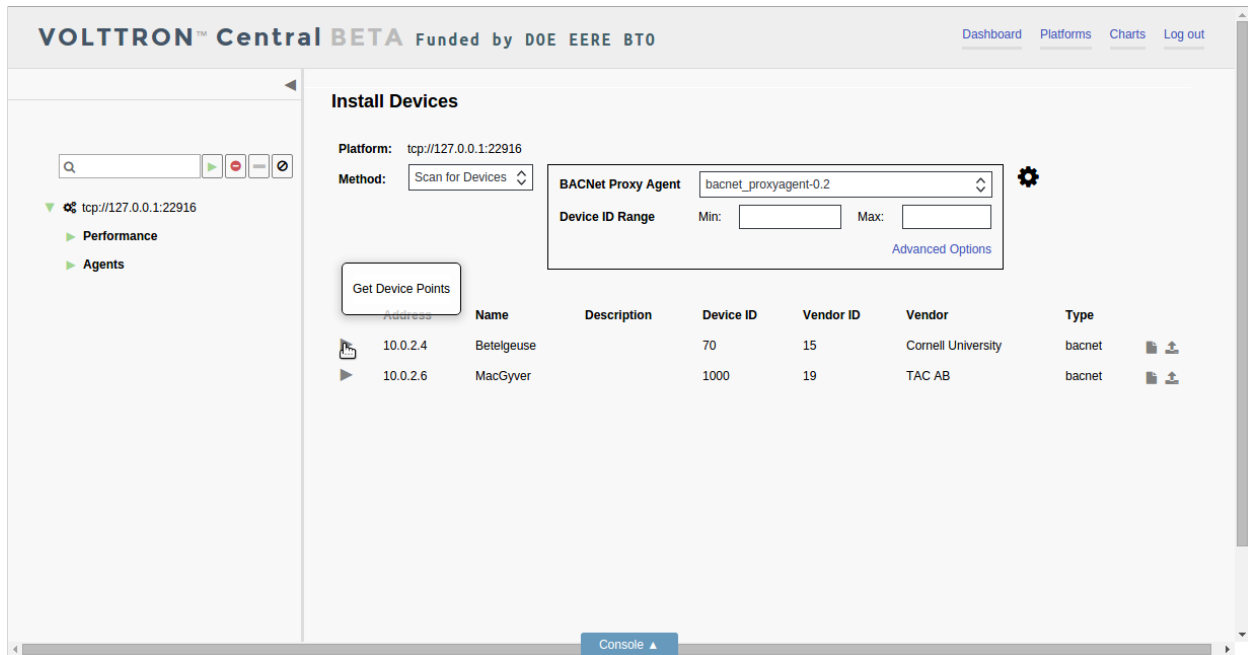 VOLTTRON™ Central BETA Funded by DOE EERE BTO
Dashboard Platforms Charts Log out
tcp://127.0.0.1:22916
Performance
Agents
Install Devices
Platform: tcp://127.0.0.1:22916
Method: Scan for Devices
BACNet Proxy Agent bacnet_proxyagent-0.2
Device ID Range Min: Max:
Advanced Options
Get Device Points
Address Name Description Device ID Vendor ID Vendor Type
10.0.2.4 Betelgeuse 70 15 Cornell University bacnet
10.0.2.6 MacGyver 1000 19 TAC AB bacnet
Console ▲